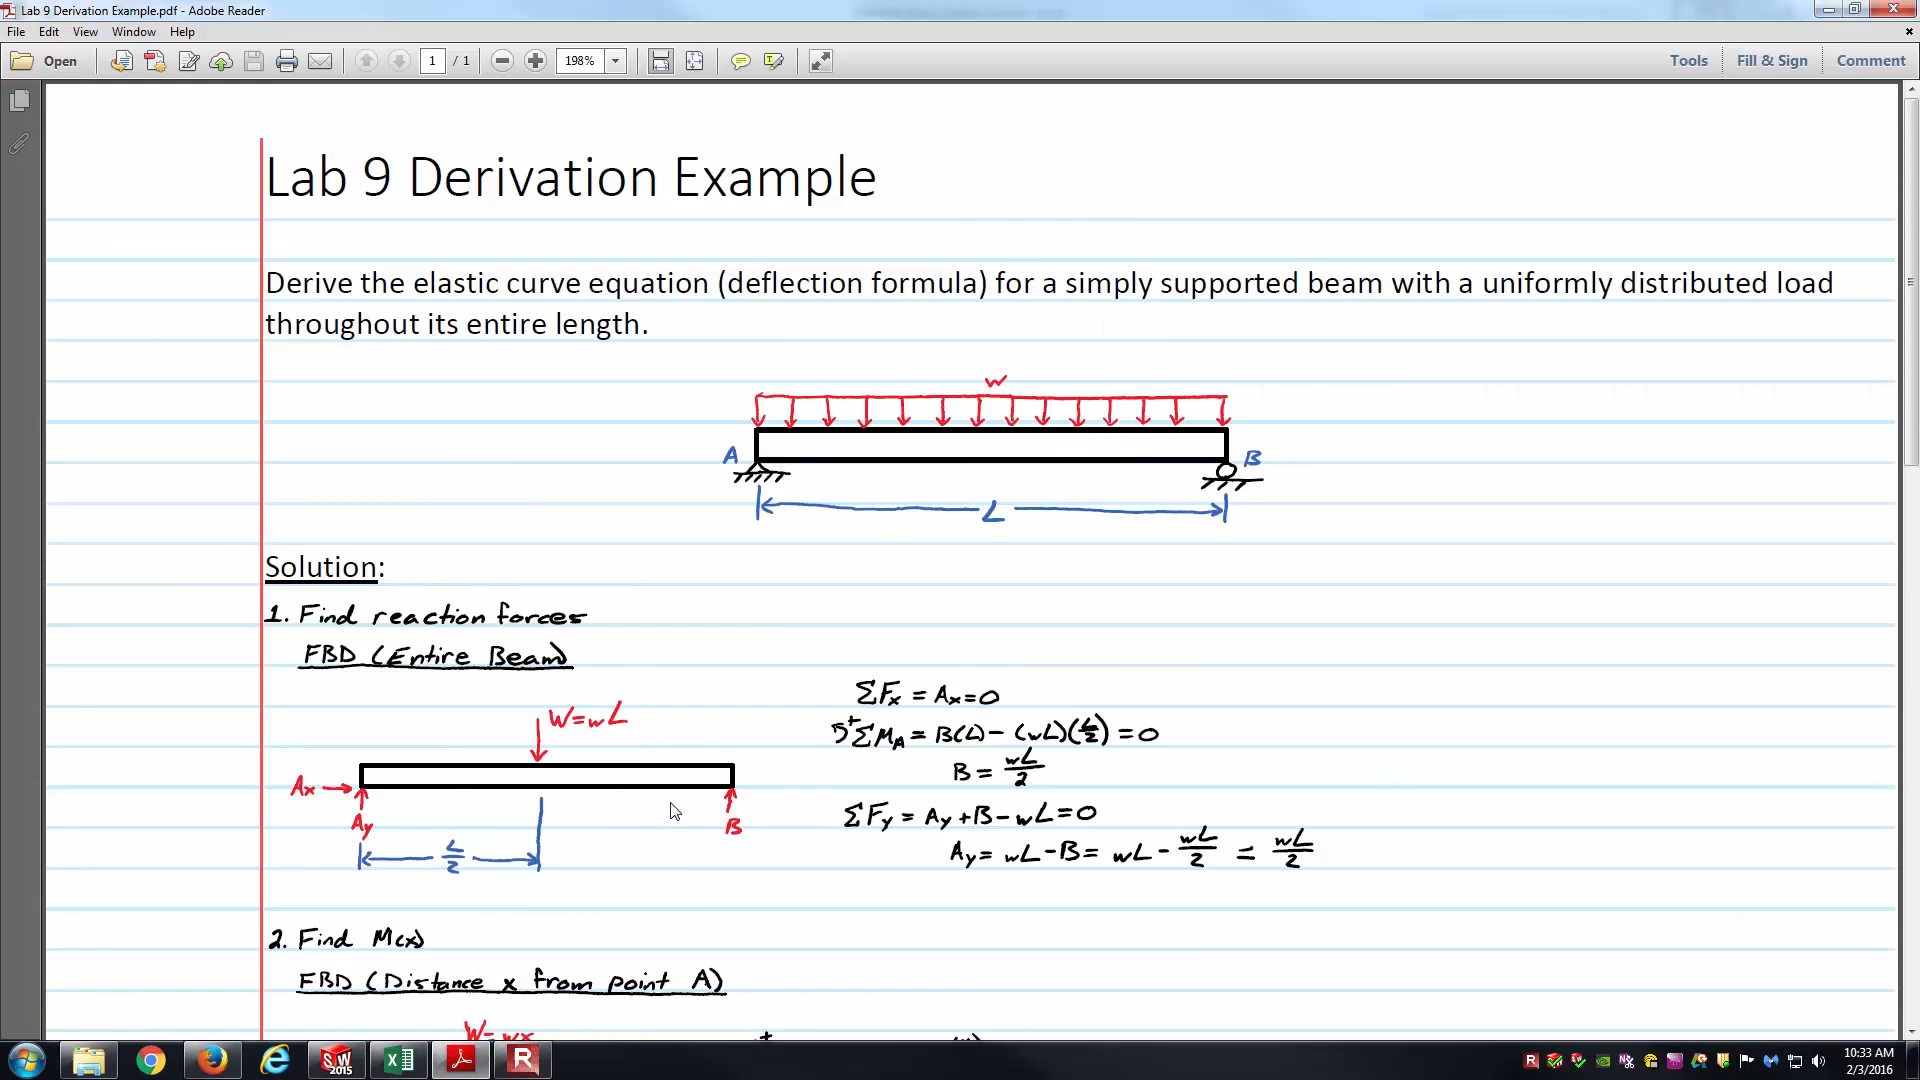 Lab 9 Derivation Example.pdf - Adobe Reader
File Edit View Window Help
Open 1 / 1 198% Tools Fill & Sign Comment
Lab 9 Derivation Example
Derive the elastic curve equation (deflection formula) for a simply supported beam with a uniformly distributed load
throughout its entire length.
w
A B
L
Solution:
1. Find reaction forces
FBD (Entire Beam)
W=wL
Ax
Ay B
L/2
ΣFx = Ax=0
+ΣMA = B(L)-(wL)(L/2)=0
B= wL/2
ΣFy = Ay+B-wL=0
Ay= wL-B= wL- wL/2 = wL/2
2. Find M(x)
FBD (Distance x from point A)
W=wx
SW 2015
10:33 AM
2/3/2016